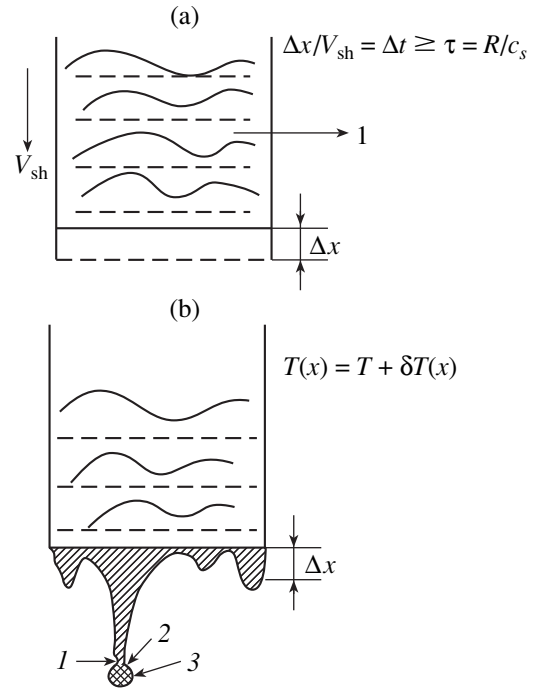 (a)
Δx/V_sh = Δt ≥ τ = R/c_s
V_sh
1
Δx
(b)
T(x) = T + δT(x)
Δx
2
1
3